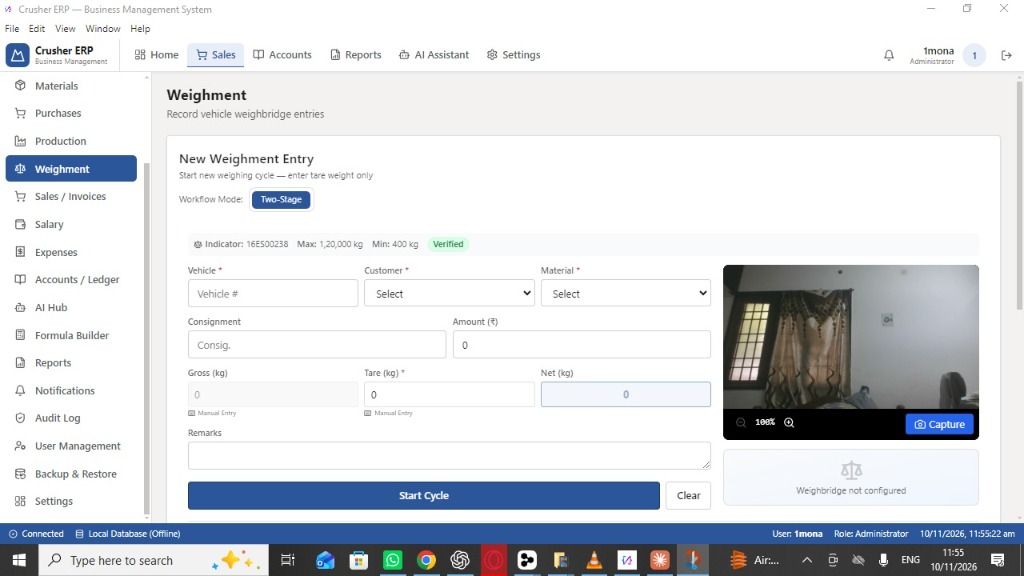 Crusher ERP — Business Management System
File Edit View Window Help
Crusher ERP
Business Management
Home Sales Accounts Reports AI Assistant Settings
1mona
Administrator
1
Materials
Purchases
Production
Weighment
Sales / Invoices
Salary
Expenses
Accounts / Ledger
AI Hub
Formula Builder
Reports
Notifications
Audit Log
User Management
Backup & Restore
Settings
Weighment
Record vehicle weighbridge entries
New Weighment Entry
Start new weighing cycle — enter tare weight only
Workflow Mode: Two-Stage
Indicator: 16ES00238 Max: 1,20,000 kg Min: 400 kg Verified
Vehicle * Customer * Material *
Vehicle # Select Select
Consignment Amount (₹)
Consig. 0
Gross (kg) Tare (kg) * Net (kg)
0 0 0
Manual Entry Manual Entry
Remarks
Start Cycle Clear
100% Capture
Weighbridge not configured
Connected Local Database (Offline) User: 1mona Role: Administrator 10/11/2026, 11:55:22 am
Type here to search
Air:... ENG 11:55
10/11/2026